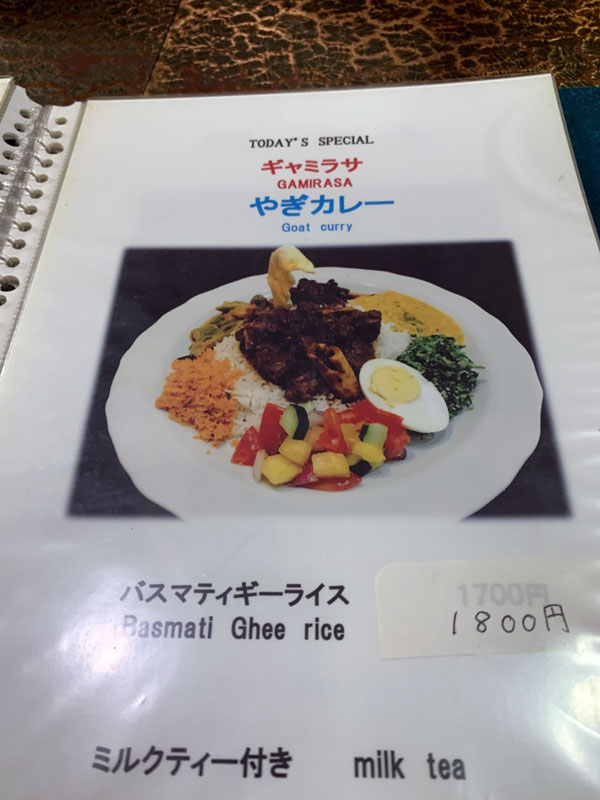 TODAY'S SPECIAL
ギャミラサ
GAMIRASA
やぎカレー
Goat curry
バスマティギーライス 1700円
Basmati Ghee rice 1800円
ミルクティー付き milk tea